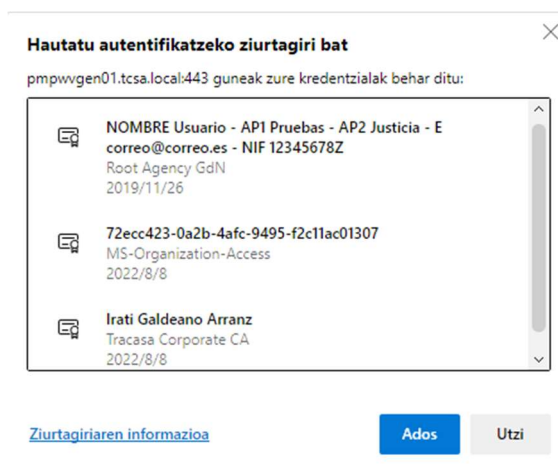 Hautatu autentifikatzeko ziurtagiri bat
pmpwvgen01.tcsa.local:443 guneak zure kredentzialak behar ditu:
NOMBRE Usuario - AP1 Pruebas - AP2 Justicia - E
correo@correo.es - NIF 12345678Z
Root Agency GdN
2019/11/26
72ecc423-0a2b-4afc-9495-f2c11ac01307
MS-Organization-Access
2022/8/8
Irati Galdeano Arranz
Tracasa Corporate CA
2022/8/8
Ziurtagiriaren informazioa
Ados
Utzi